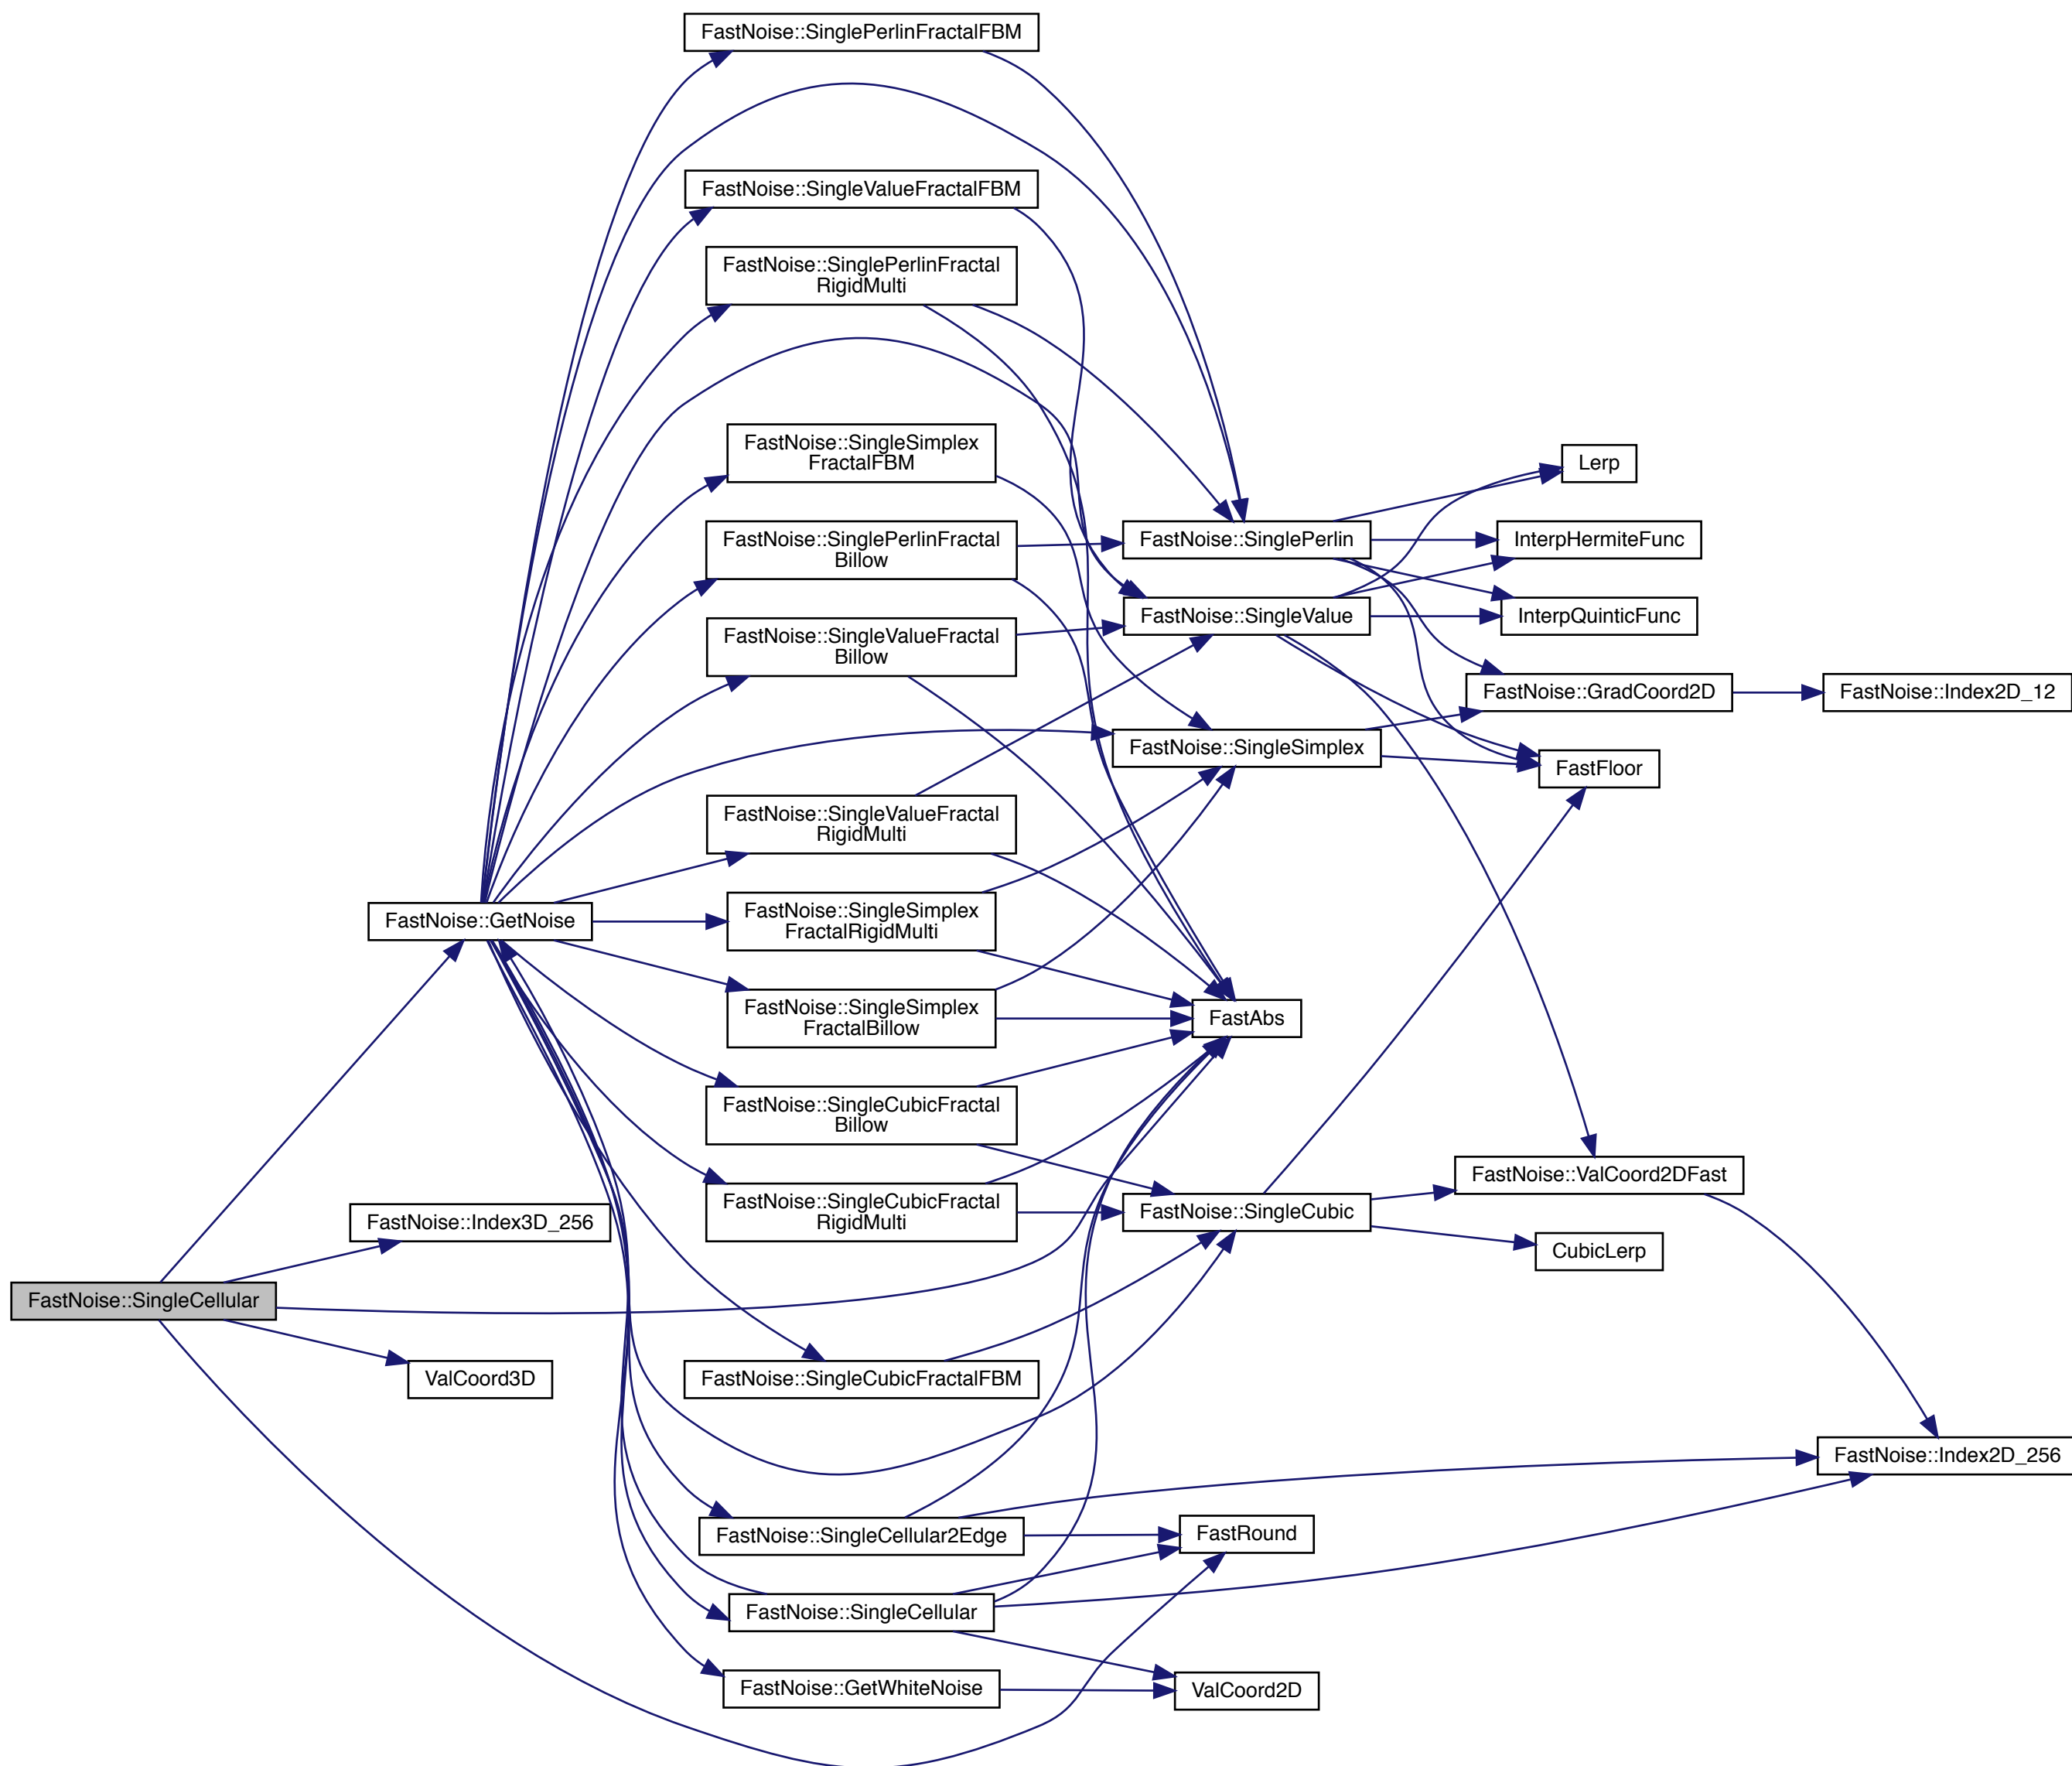 FastNoise::SinglePerlinFractalFBM
FastNoise::SingleValueFractalFBM
FastNoise::SinglePerlinFractal
RigidMulti
FastNoise::SingleSimplex
FractalFBM
FastNoise::SinglePerlinFractal
Billow
FastNoise::SingleValueFractal
Billow
FastNoise::SingleValueFractal
RigidMulti
FastNoise::SingleSimplex
FractalRigidMulti
FastNoise::SingleSimplex
FractalBillow
FastNoise::SingleCubicFractal
Billow
FastNoise::SingleCubicFractal
RigidMulti
FastNoise::SingleCubicFractalFBM
FastNoise::SingleCellular2Edge
FastNoise::SingleCellular
FastNoise::GetWhiteNoise
FastNoise::GetNoise
FastNoise::Index3D_256
FastNoise::SingleCellular
ValCoord3D
FastNoise::SinglePerlin
FastNoise::SingleValue
FastNoise::SingleSimplex
FastAbs
FastNoise::SingleCubic
FastRound
ValCoord2D
Lerp
InterpHermiteFunc
InterpQuinticFunc
FastNoise::GradCoord2D
FastNoise::Index2D_12
FastFloor
FastNoise::ValCoord2DFast
CubicLerp
FastNoise::Index2D_256